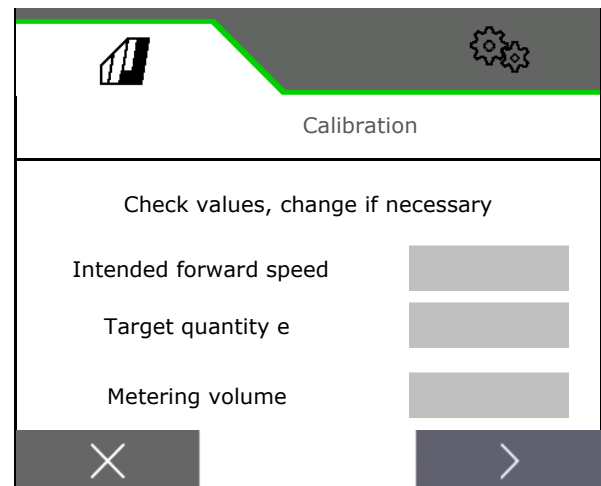 Calibration
Check values, change if necessary
Intended forward speed
Target quantity e
Metering volume